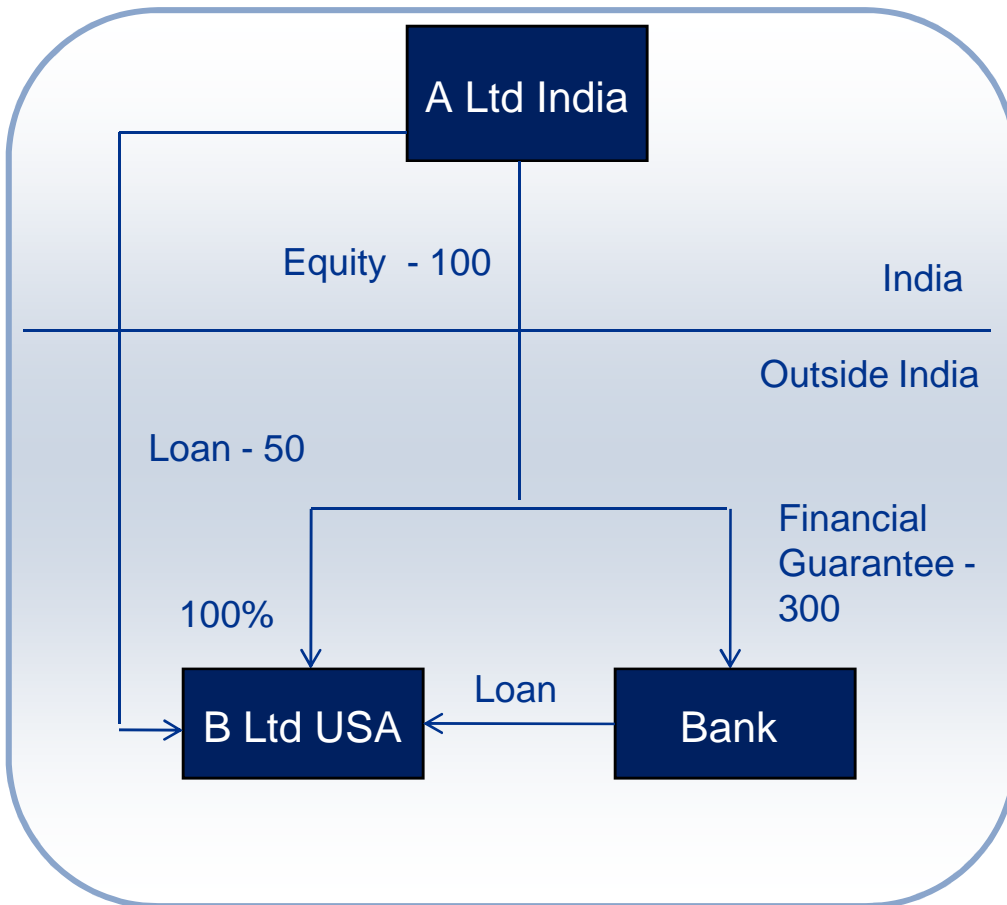 A Ltd India
Equity - 100
India
Outside India
Loan - 50
Financial
Guarantee -
300
100%
Loan
B Ltd USA
Bank